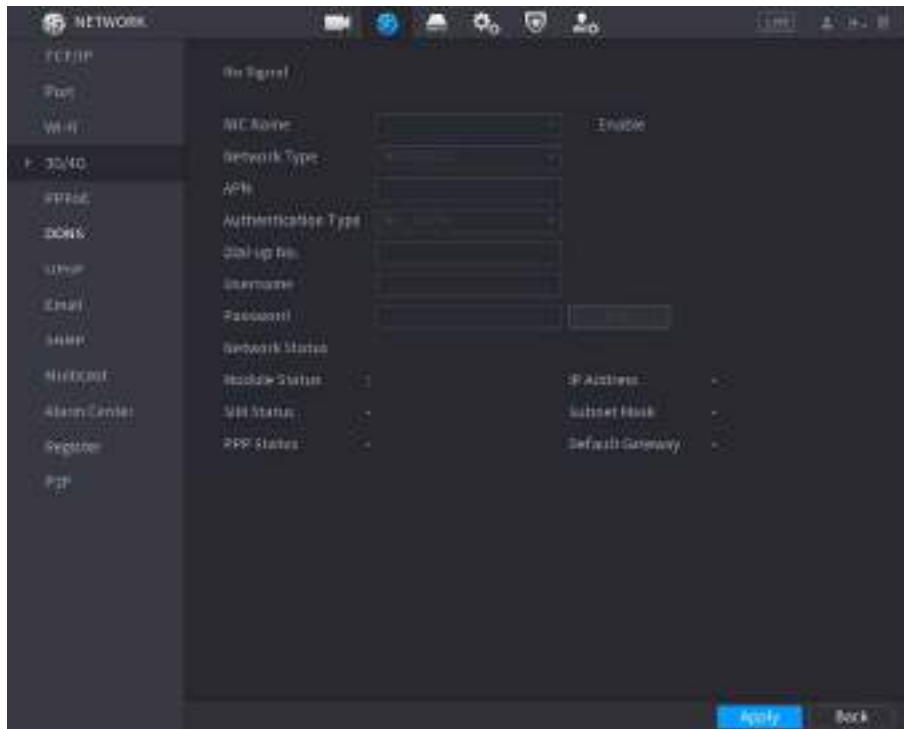 NETWORK
LIVE
TCP/IP
Port
Wi-Fi
3G/4G
PPPoE
DDNS
UPnP
Email
SNMP
Multicast
Alarm Center
Register
P2P
No Signal
NIC Name
Enable
Network Type
APN
Authentication Type
Dial-up No.
Username
Password
Network Status
Module Status :
IP Address -
SIM Status -
Subnet Mask -
PPP Status -
Default Gateway -
Apply
Back